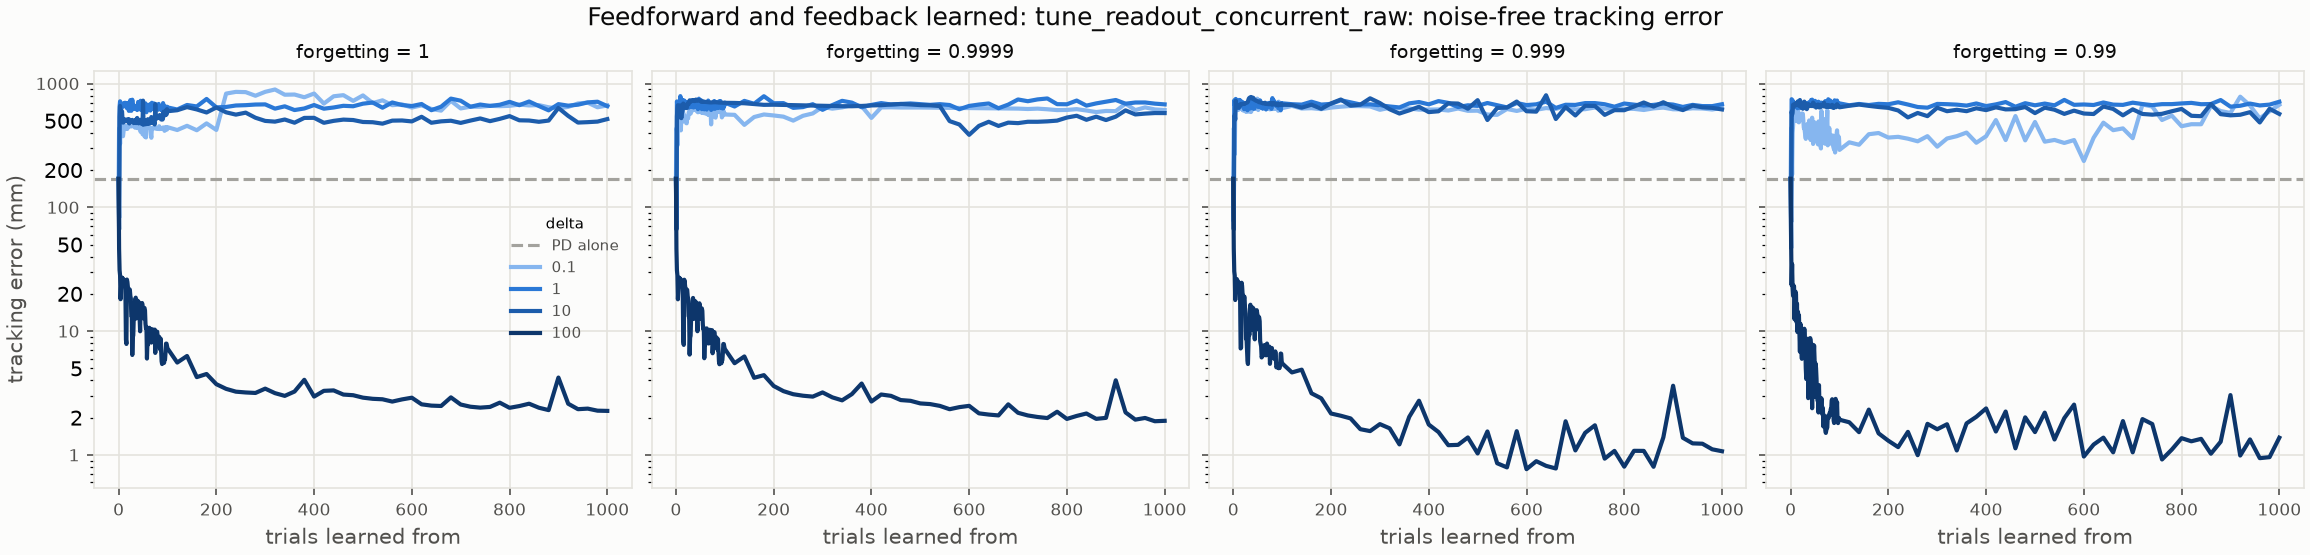 Feedforward and feedback learned: tune_readout_concurrent_raw: noise-free tracking error
forgetting = 1
forgetting = 0.9999
forgetting = 0.999
forgetting = 0.99
tracking error (mm)
1000
500
200
100
50
20
10
5
2
1
delta
PD alone
0.1
1
10
100
0 200 400 600 800 1000
0 200 400 600 800 1000
0 200 400 600 800 1000
0 200 400 600 800 1000
trials learned from
trials learned from
trials learned from
trials learned from